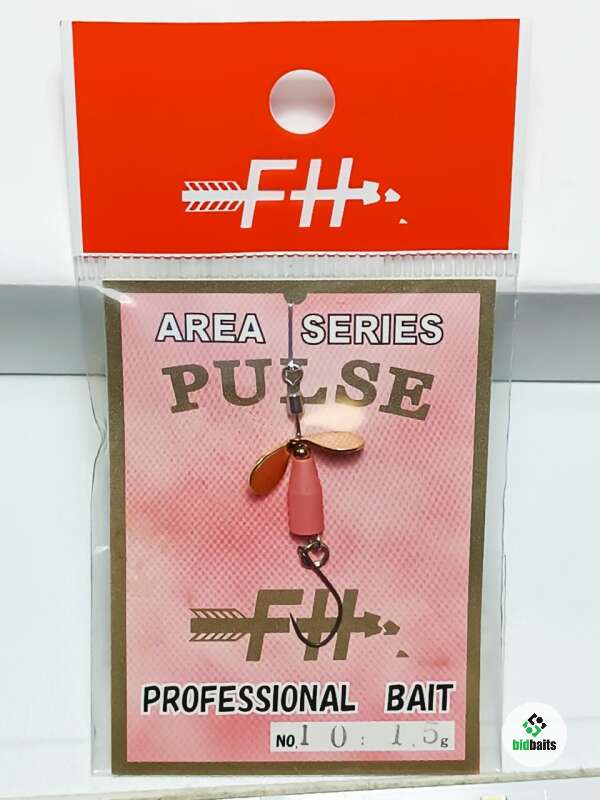 FH
AREA SERIES
PULSE
FH
PROFESSIONAL BAIT
NO.10: 1.5g
bidbaits